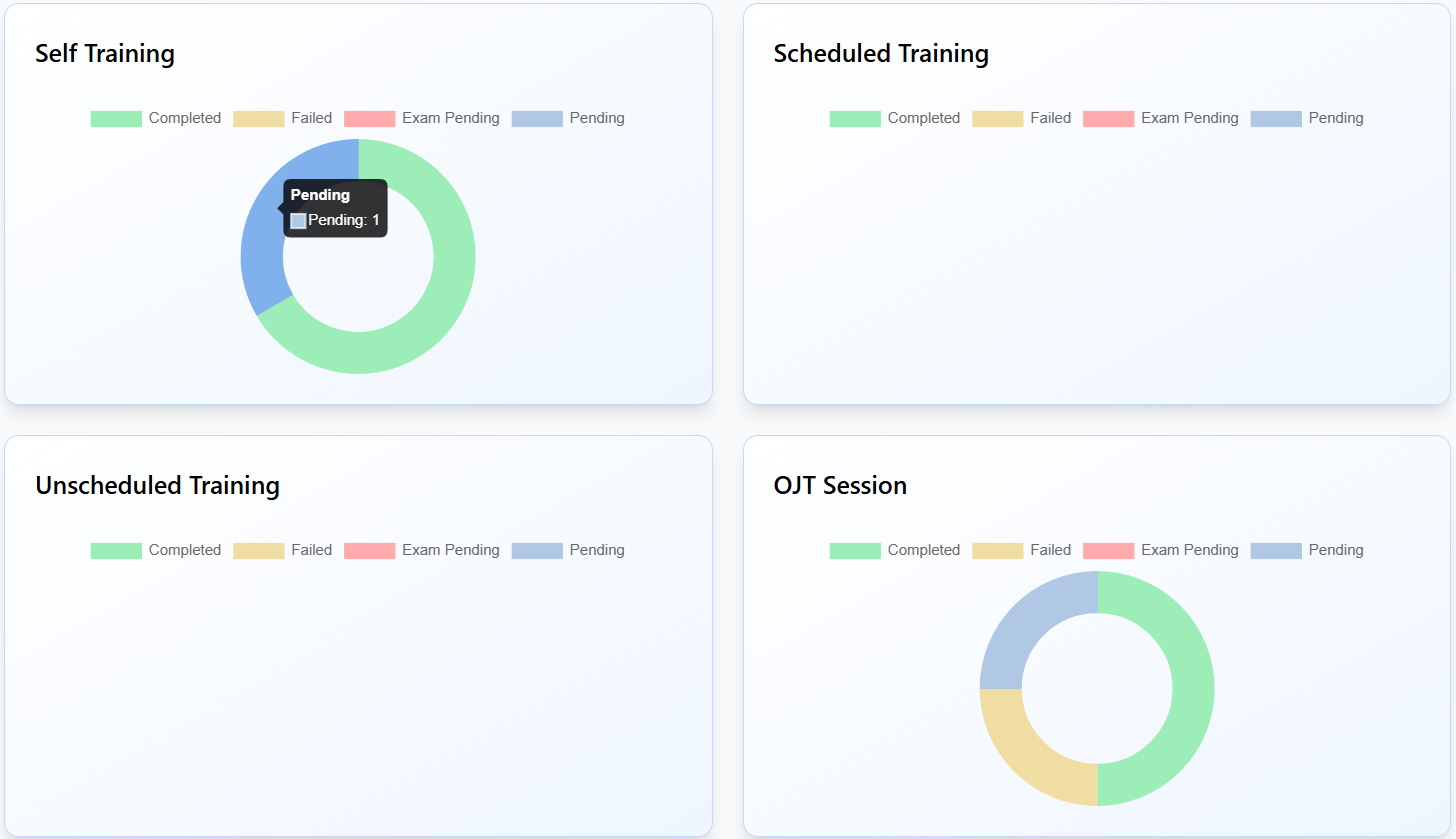 Self Training
Completed Failed Exam Pending Pending
Pending
Pending: 1
Scheduled Training
Completed Failed Exam Pending Pending
Unscheduled Training
Completed Failed Exam Pending Pending
OJT Session
Completed Failed Exam Pending Pending